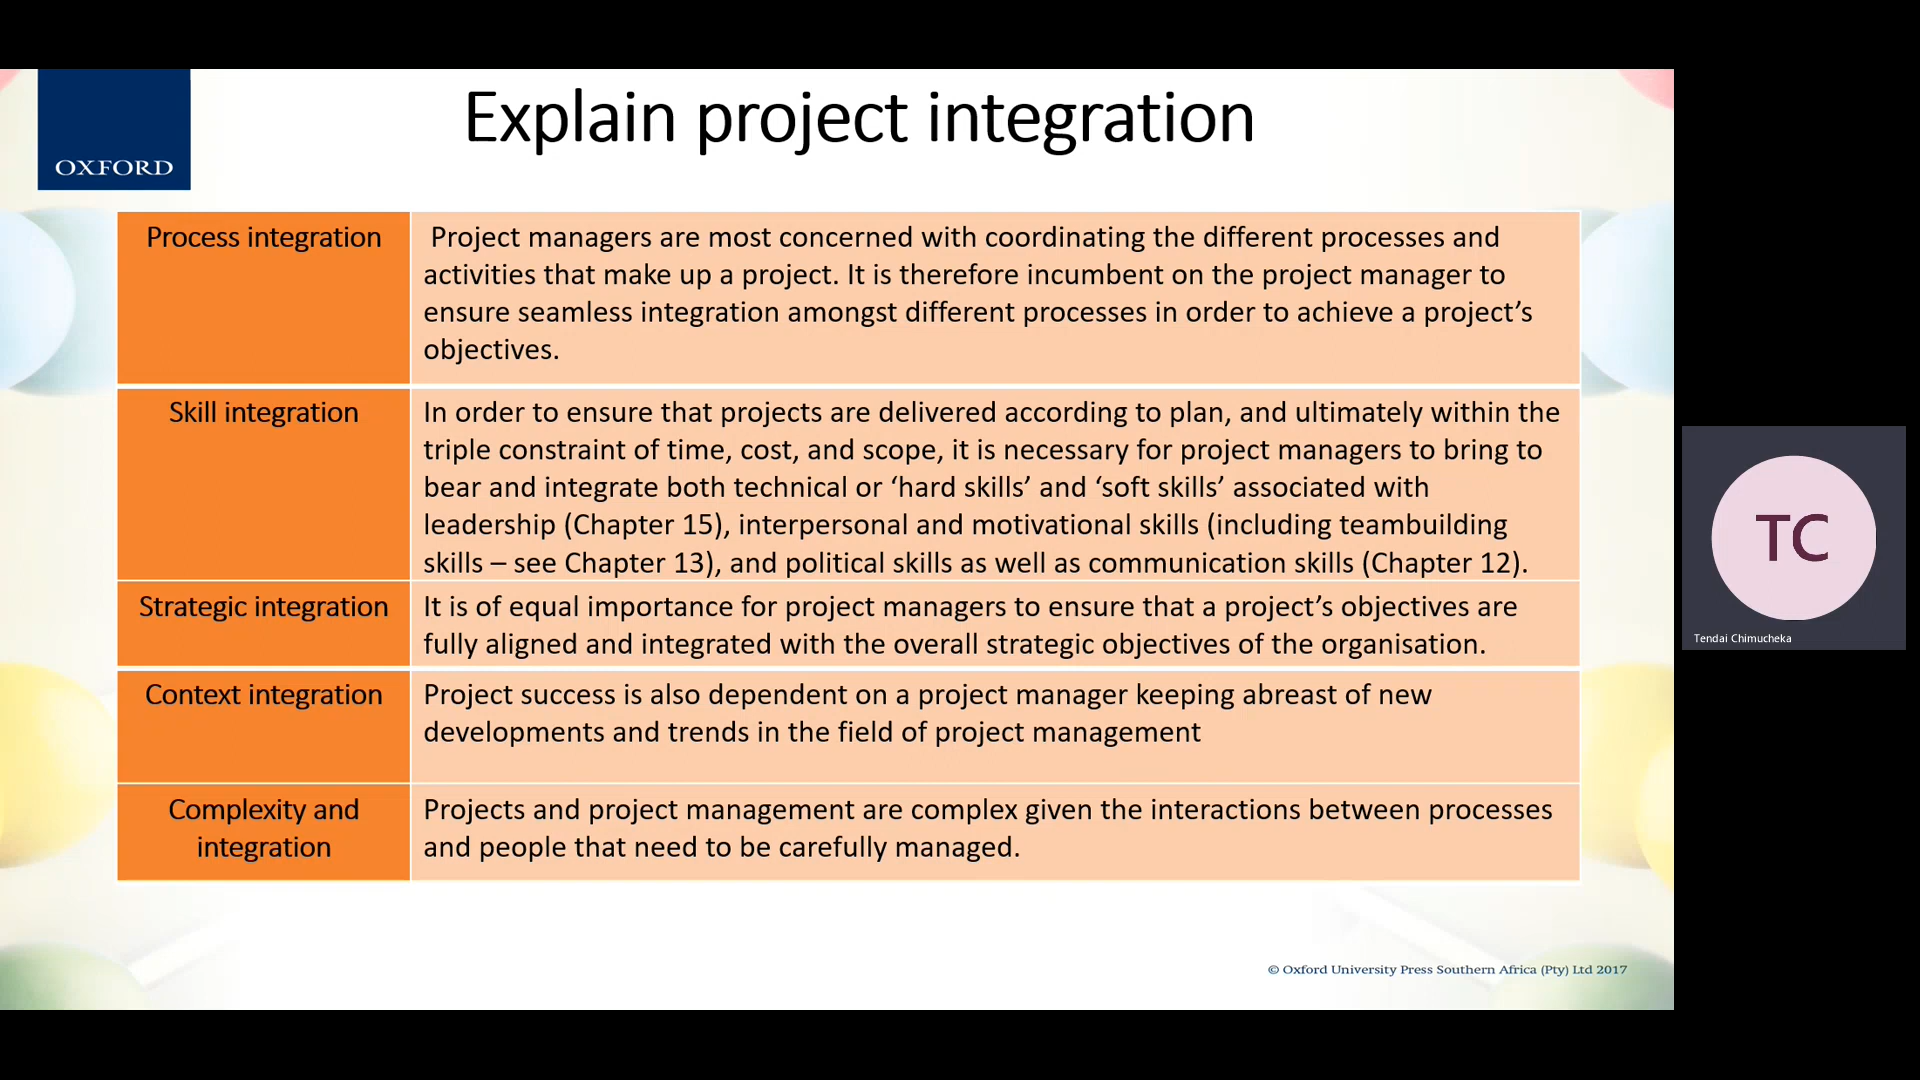 Explain project integration
OXFORD
Process integration
Project managers are most concerned with coordinating the different processes and
activities that make up a project. It is therefore incumbent on the project manager to
ensure seamless integration amongst different processes in order to achieve a project’s
objectives.
Skill integration
In order to ensure that projects are delivered according to plan, and ultimately within the
triple constraint of time, cost, and scope, it is necessary for project managers to bring to
bear and integrate both technical or ‘hard skills’ and ‘soft skills’ associated with
leadership (Chapter 15), interpersonal and motivational skills (including teambuilding
skills – see Chapter 13), and political skills as well as communication skills (Chapter 12).
Strategic integration
It is of equal importance for project managers to ensure that a project’s objectives are
fully aligned and integrated with the overall strategic objectives of the organisation.
Context integration
Project success is also dependent on a project manager keeping abreast of new
developments and trends in the field of project management
Complexity and
integration
Projects and project management are complex given the interactions between processes
and people that need to be carefully managed.
© Oxford University Press Southern Africa (Pty) Ltd 2017
TC
Tendai Chimucheka